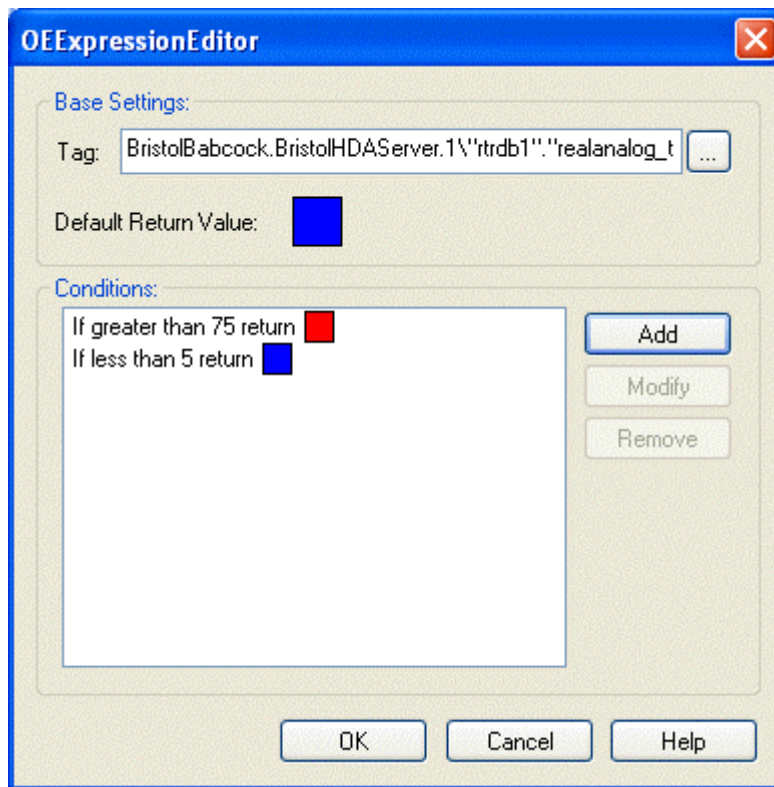 OEExpressionEditor
Base Settings:
Tag: BristolBabcock.BristolHDAServer.1\"rtrdb1"."realanalog_t ...
Default Return Value:
Conditions:
If greater than 75 return
If less than 5 return
Add
Modify
Remove
OK Cancel Help